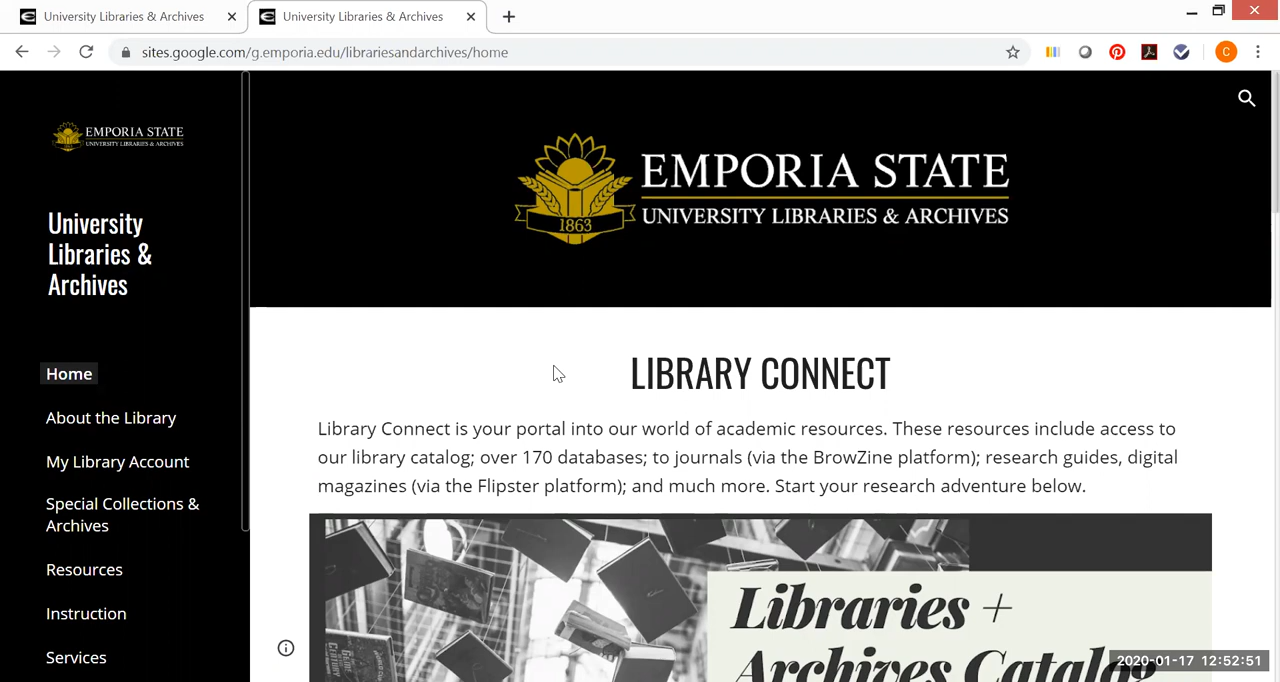 University Libraries & Archives
University Libraries & Archives
sites.google.com/g.emporia.edu/librariesandarchives/home
C
EMPORIA STATE
UNIVERSITY LIBRARIES & ARCHIVES
University
Libraries &
Archives
Home
About the Library
My Library Account
Special Collections &
Archives
Resources
Instruction
Services
1863
EMPORIA STATE
UNIVERSITY LIBRARIES & ARCHIVES
LIBRARY CONNECT
Library Connect is your portal into our world of academic resources. These resources include access to
our library catalog; over 170 databases; to journals (via the BrowZine platform); research guides, digital
magazines (via the Flipster platform); and much more. Start your research adventure below.
Libraries +
Archives Catalog
2020-01-17 12:52:51